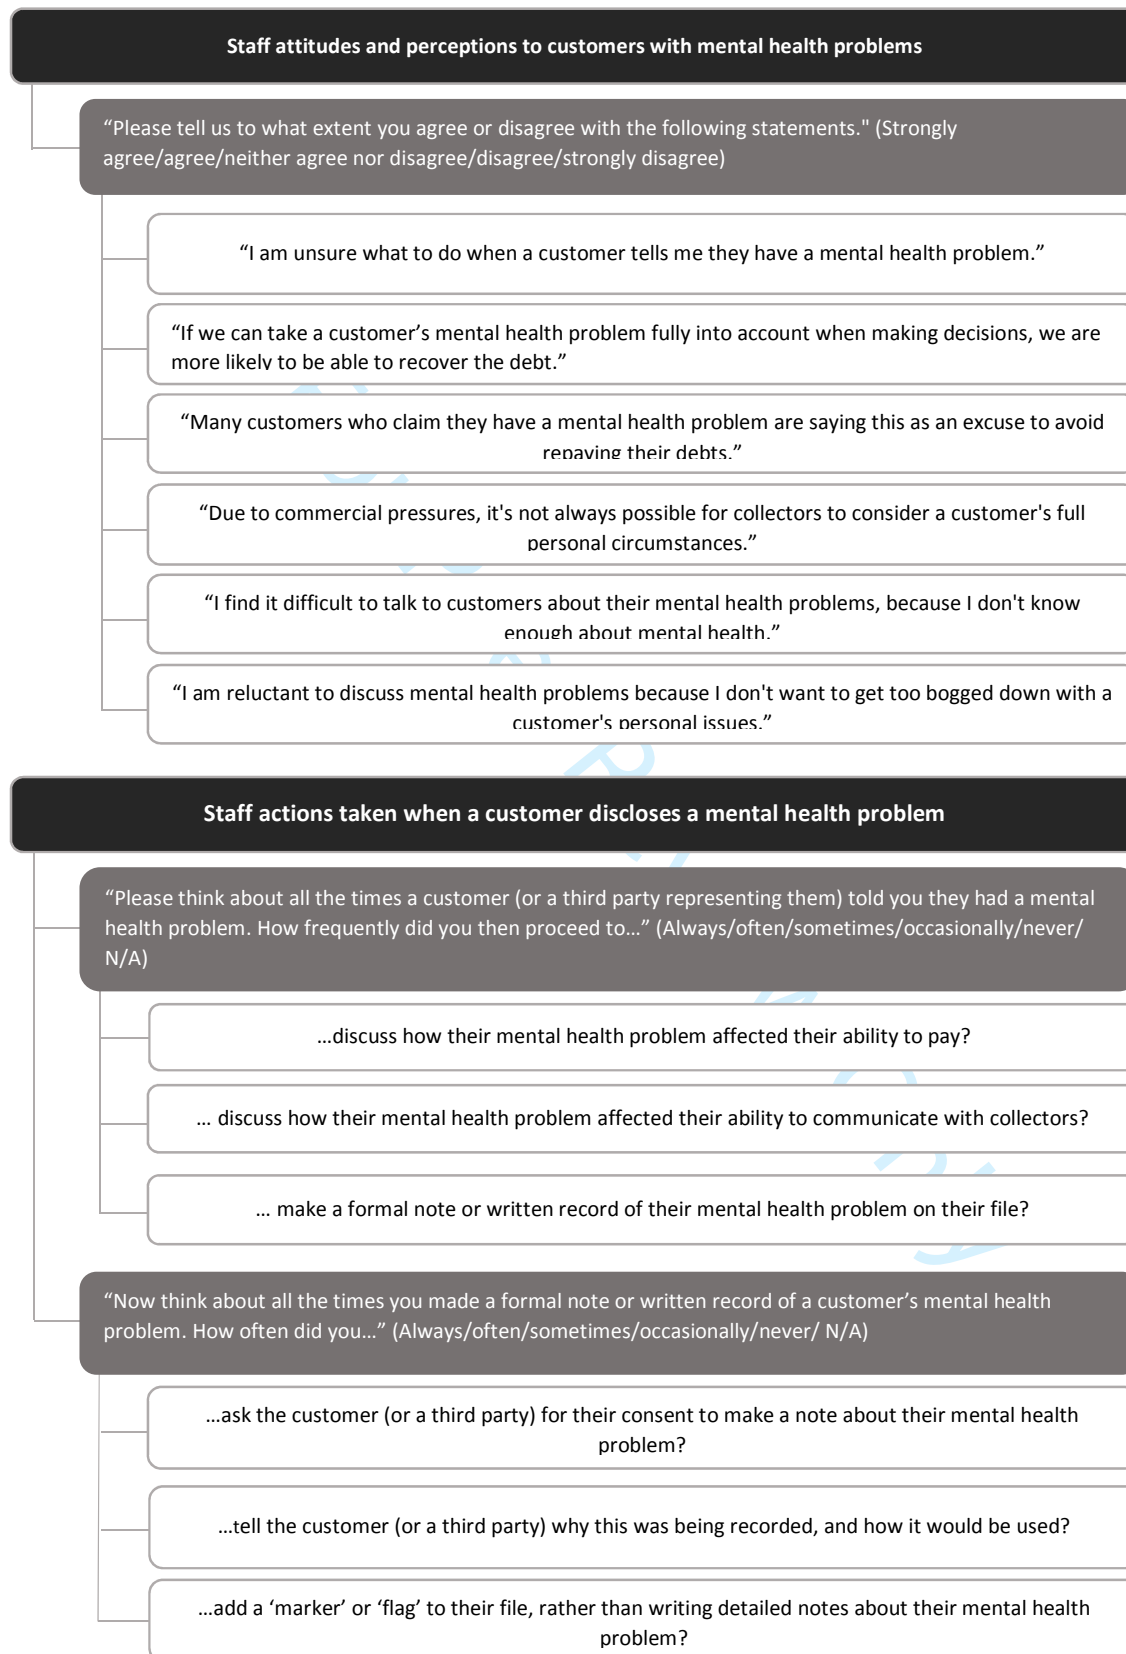 Staff attitudes and perceptions to customers with mental health problems
“Please tell us to what extent you agree or disagree with the following statements." (Strongly
agree/agree/neither agree nor disagree/disagree/strongly disagree)
“I am unsure what to do when a customer tells me they have a mental health problem.”
“If we can take a customer’s mental health problem fully into account when making decisions, we are
more likely to be able to recover the debt.”
“Many customers who claim they have a mental health problem are saying this as an excuse to avoid
repaying their debts.”
“Due to commercial pressures, it's not always possible for collectors to consider a customer's full
personal circumstances.”
“I find it difficult to talk to customers about their mental health problems, because I don't know
enough about mental health.”
“I am reluctant to discuss mental health problems because I don't want to get too bogged down with a
customer's personal issues.”
Staff actions taken when a customer discloses a mental health problem
“Please think about all the times a customer (or a third party representing them) told you they had a mental
health problem. How frequently did you then proceed to…” (Always/often/sometimes/occasionally/never/
N/A)
…discuss how their mental health problem affected their ability to pay?
… discuss how their mental health problem affected their ability to communicate with collectors?
… make a formal note or written record of their mental health problem on their file?
“Now think about all the times you made a formal note or written record of a customer’s mental health
problem. How often did you…” (Always/often/sometimes/occasionally/never/ N/A)
…ask the customer (or a third party) for their consent to make a note about their mental health
problem?
…tell the customer (or a third party) why this was being recorded, and how it would be used?
…add a ‘marker’ or ‘flag’ to their file, rather than writing detailed notes about their mental health
problem?